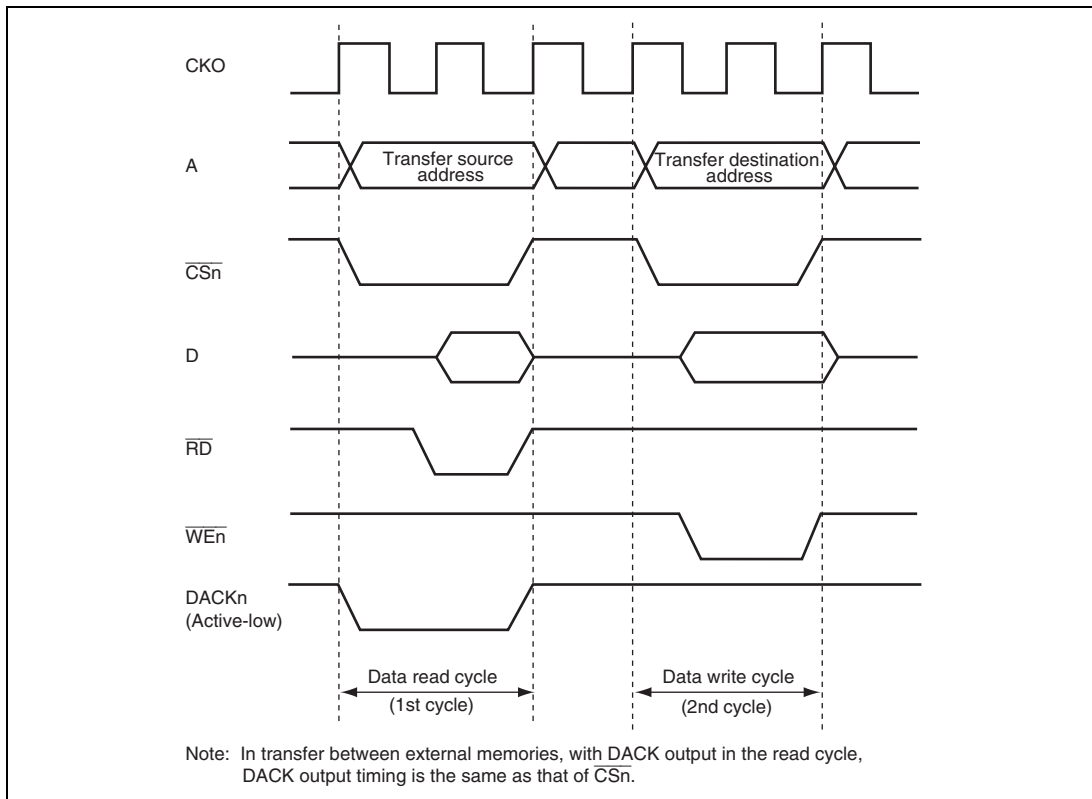 CKO
A
Transfer source
address
Transfer destination
address
CSn
D
RD
WEn
DACKn
(Active-low)
Data read cycle
(1st cycle)
Data write cycle
(2nd cycle)
Note: In transfer between external memories, with DACK output in the read cycle,
DACK output timing is the same as that of CSn.